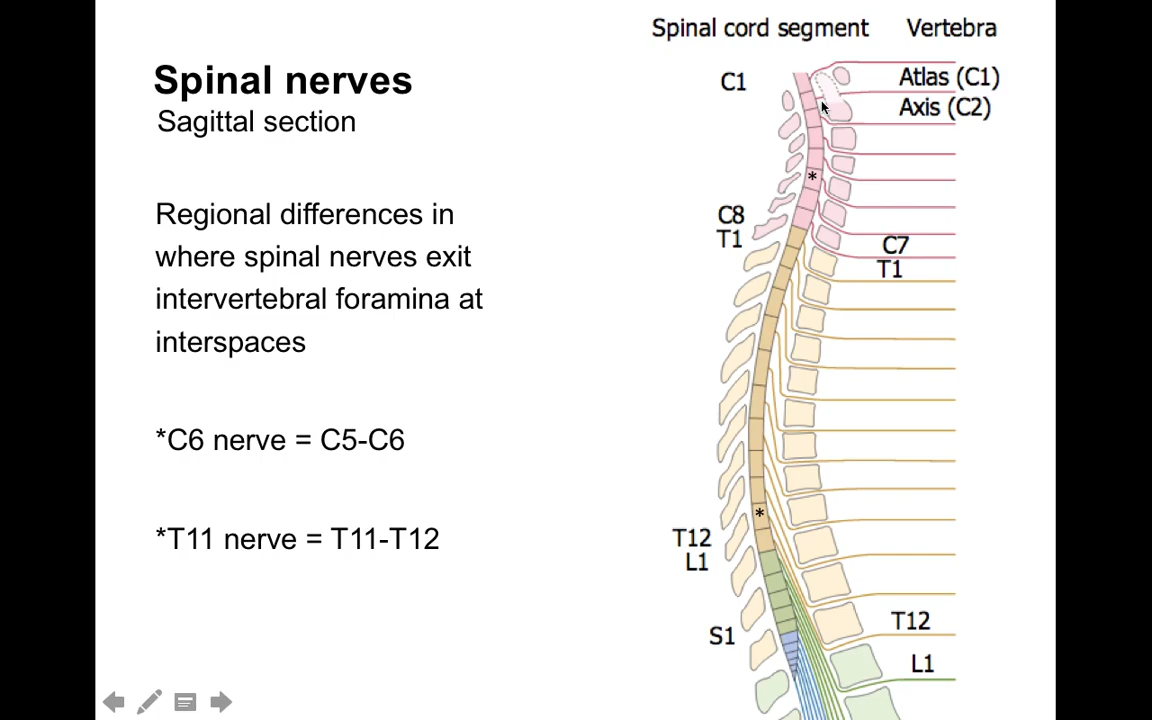 Spinal nerves
Sagittal section
Regional differences in
where spinal nerves exit
intervertebral foramina at
interspaces
*C6 nerve = C5-C6
*T11 nerve = T11-T12
Spinal cord segment
Vertebra
C1
Atlas (C1)
Axis (C2)
*
C8
T1
C7
T1
*
T12
L1
S1
T12
L1